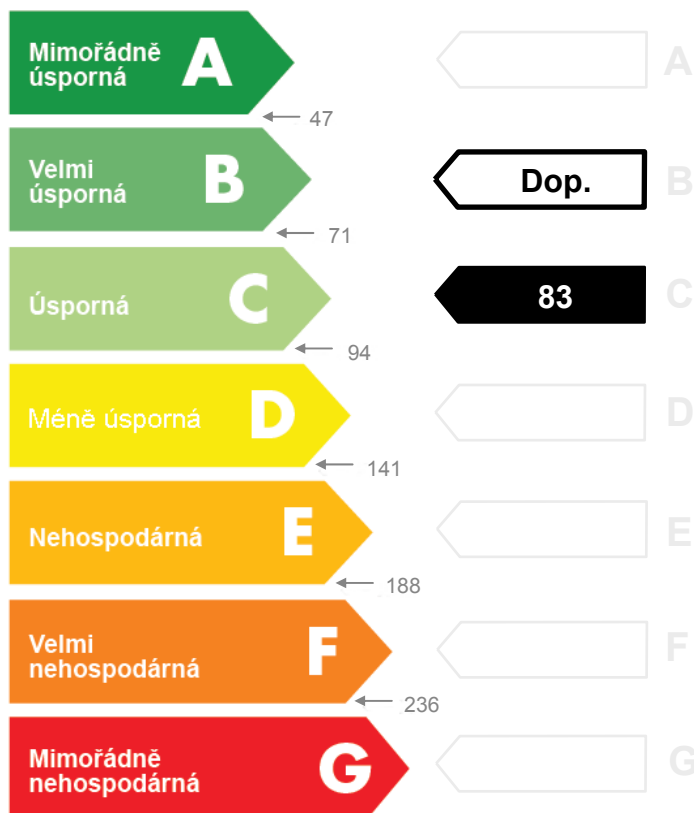 Mimořádně
úsporná
A
A
47
Velmi
úsporná
B
Dop.
B
71
Úsporná
C
83
C
94
Méně úsporná
D
D
141
Nehospodárná
E
E
188
Velmi
nehospodárná
F
F
236
Mimořádně
nehospodárná
G
G